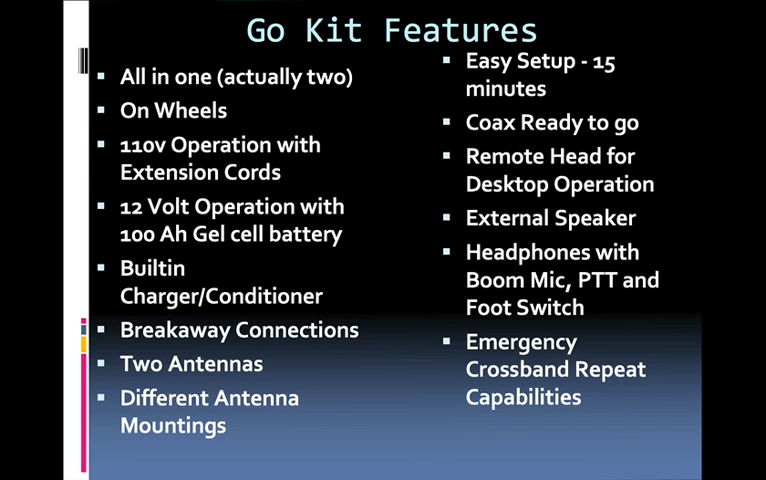 Go Kit Features
All in one (actually two)
On Wheels
110v Operation with
Extension Cords
12 Volt Operation with
100 Ah Gel cell battery
Builtin
Charger/Conditioner
Breakaway Connections
Two Antennas
Different Antenna
Mountings
Easy Setup - 15
minutes
Coax Ready to go
Remote Head for
Desktop Operation
External Speaker
Headphones with
Boom Mic, PTT and
Foot Switch
Emergency
Crossband Repeat
Capabilities